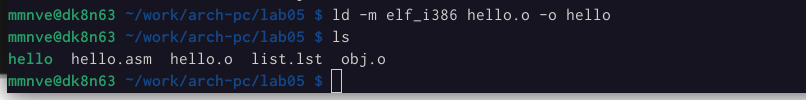 mmnve@dk8n63 ~/work/arch-pc/lab05 $ ld -m elf_i386 hello.o -o hello
mmnve@dk8n63 ~/work/arch-pc/lab05 $ ls
hello  hello.asm  hello.o  list.lst  obj.o
mmnve@dk8n63 ~/work/arch-pc/lab05 $